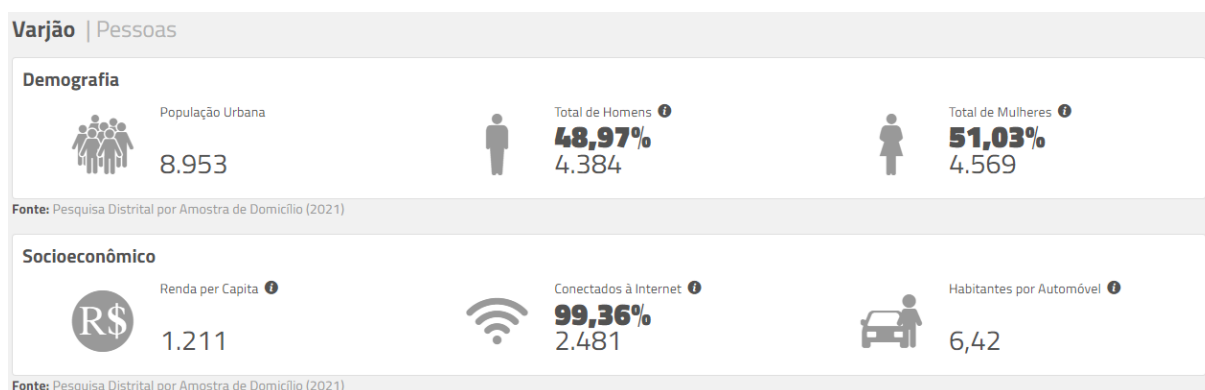 Varjão | Pessoas
Demografia
População Urbana
8.953
Total de Homens
48,97%
4.384
Total de Mulheres
51,03%
4.569
Fonte: Pesquisa Distrital por Amostra de Domicílio (2021)
Socioeconômico
R$
Renda per Capita
1.211
Conectados à Internet
99,36%
2.481
Habitantes por Automóvel
6,42
Fonte: Pesquisa Distrital por Amostra de Domicílio (2021)